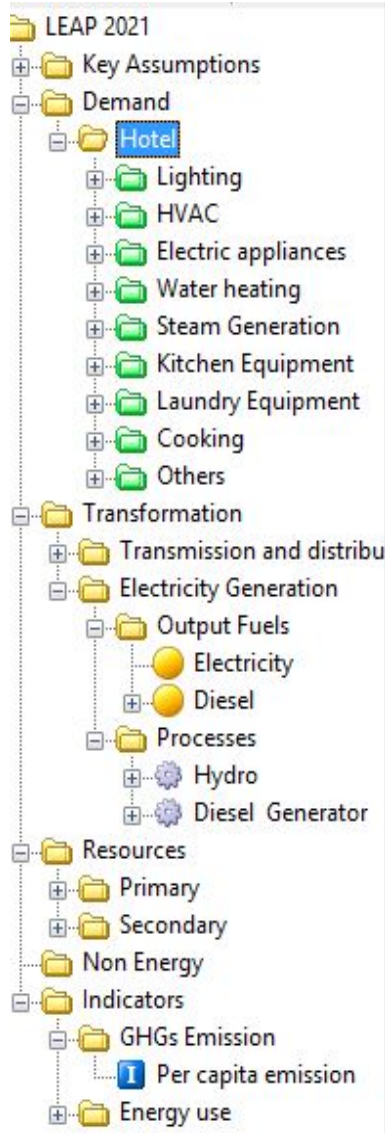 LEAP 2021
Key Assumptions
Demand
Hotel
Lighting
HVAC
Electric appliances
Water heating
Steam Generation
Kitchen Equipment
Laundry Equipment
Cooking
Others
Transformation
Transmission and distribu
Electricity Generation
Output Fuels
Electricity
Diesel
Processes
Hydro
Diesel  Generator
Resources
Primary
Secondary
Non Energy
Indicators
GHGs Emission
Per capita emission
Energy use